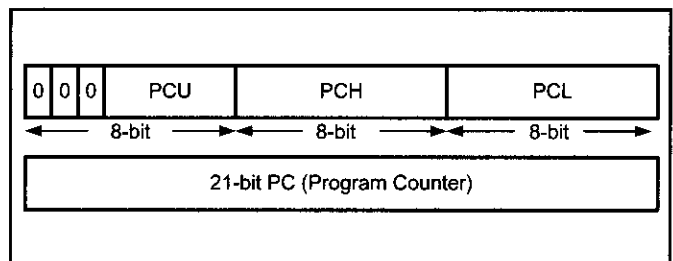 0 0 0 PCU PCH PCL
8-bit 8-bit 8-bit
21-bit PC (Program Counter)